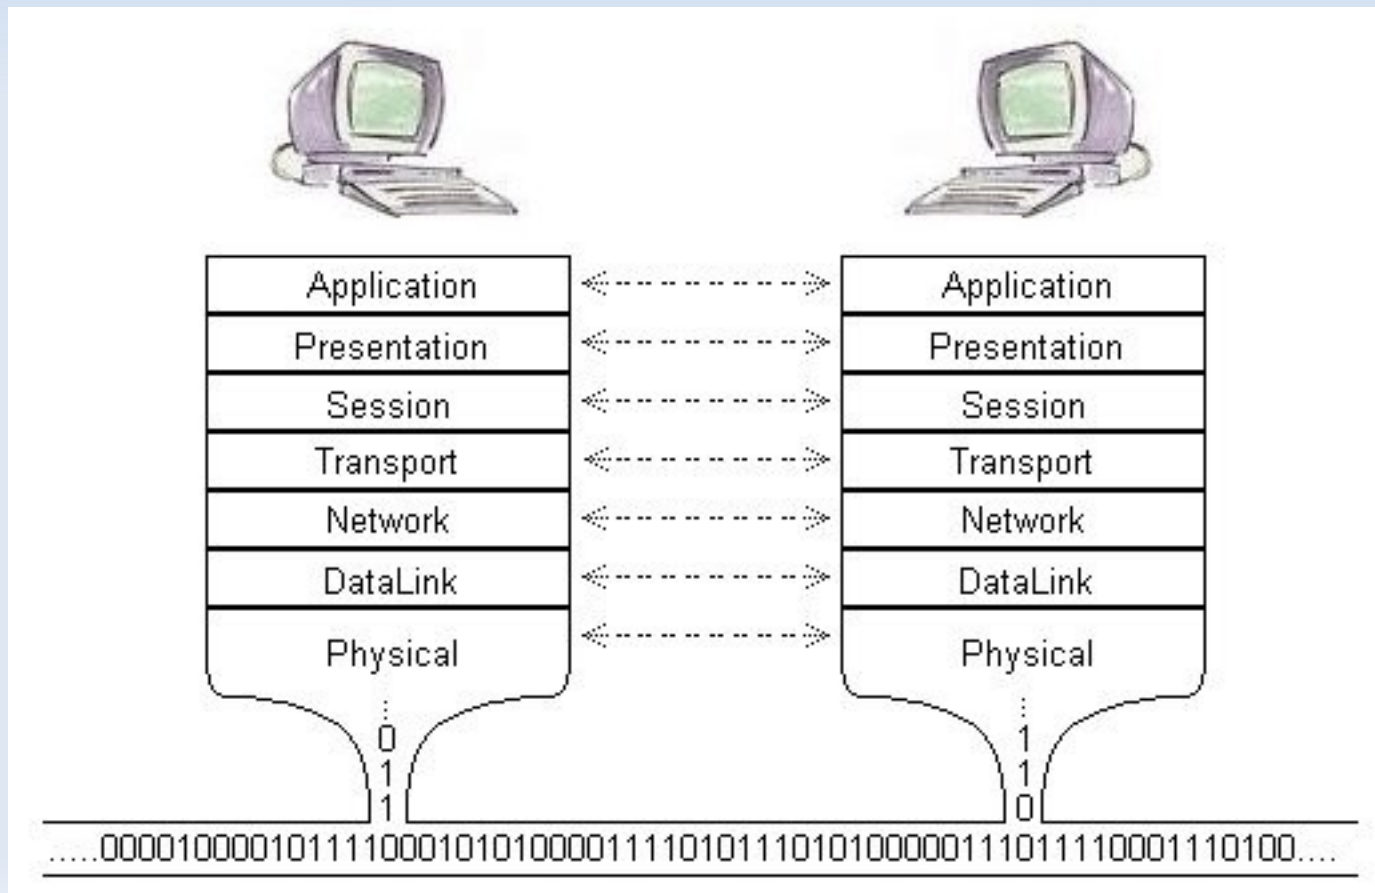 Application Application
Presentation Presentation
Session Session
Transport Transport
Network Network
DataLink DataLink
Physical Physical
0 1
1 1
1 0
.....0000100001011110001010100001111010111010100000111011110001110100....